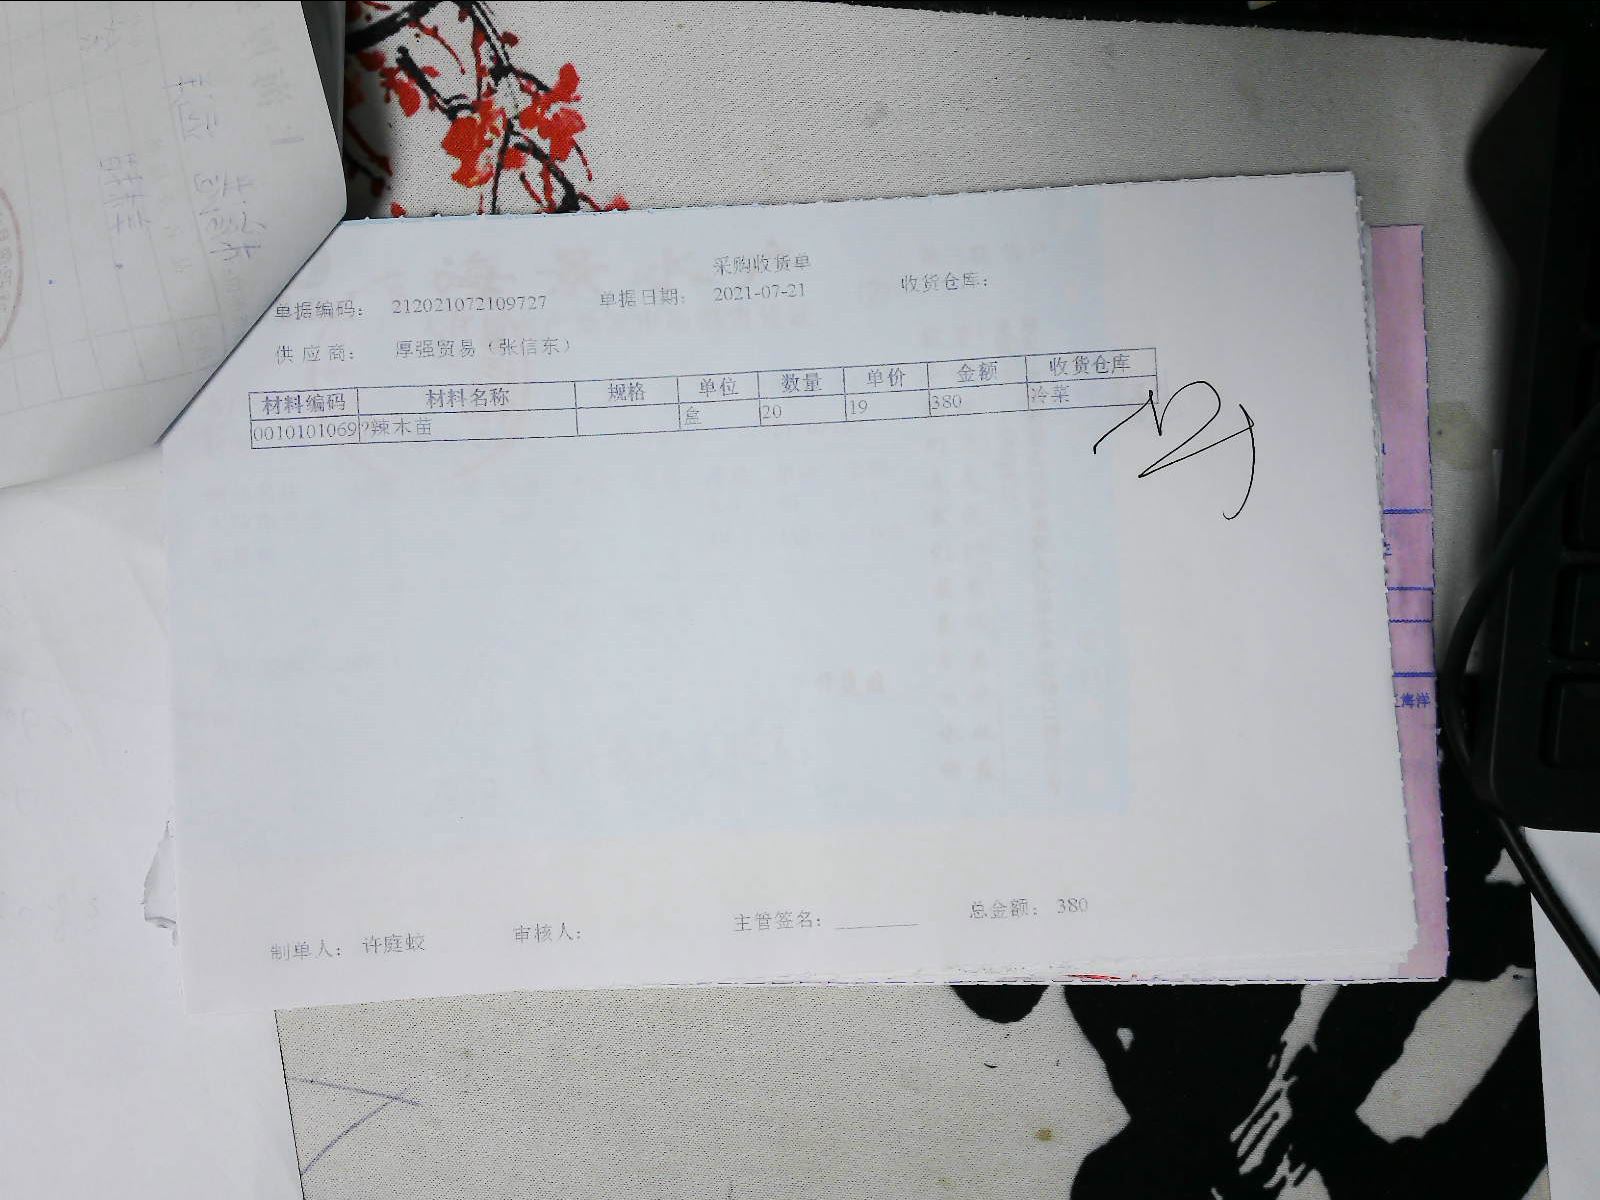 采购收货单
单据编码： 212021072109727 单据日期： 2021-07-21 收货仓库：
供应商： 厚强贸易（张信东）
材料编码 材料名称 规格 单位 数量 单价 金额 收货仓库
0010101069 ?辣木苗 盒 20 19 380 冷菜
制单人： 许庭蛟 审核人： 主管签名： 总金额： 380
海洋